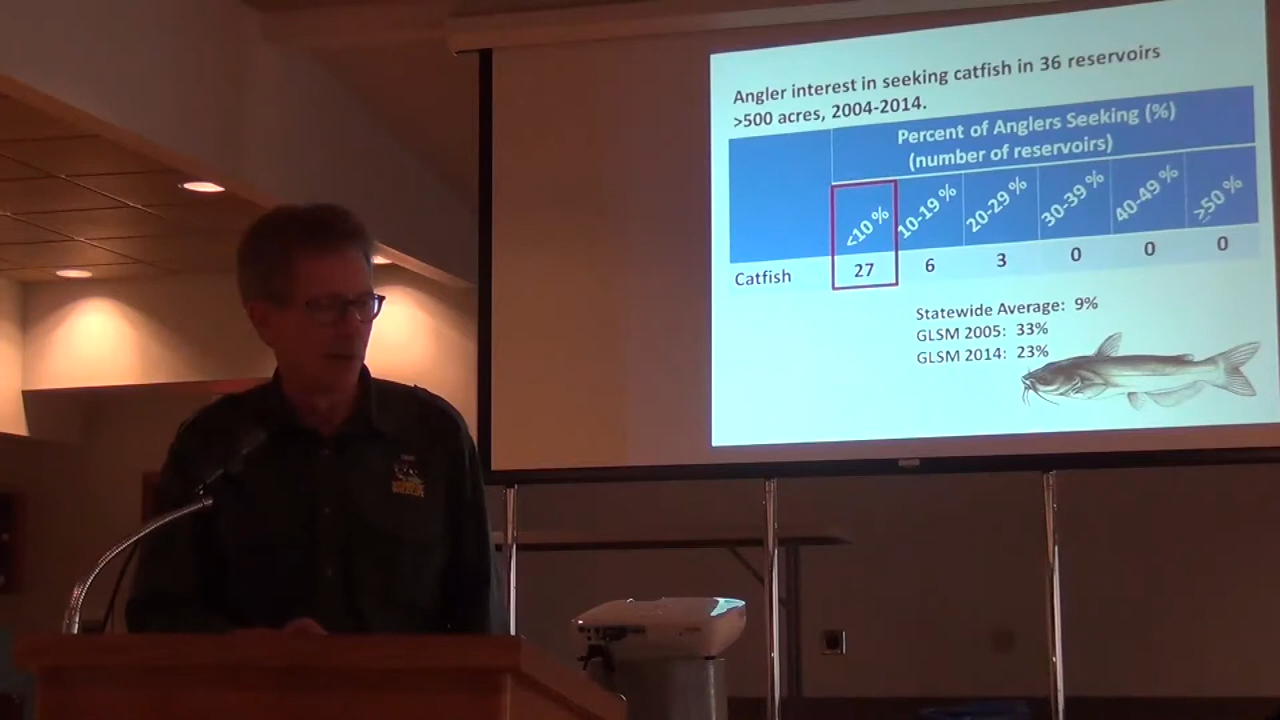 Angler interest in seeking catfish in 36 reservoirs
>500 acres, 2004-2014.
Percent of Anglers Seeking (%)
(number of reservoirs)
<10 % 10-19 % 20-29 % 30-39 % 40-49 % ≥50 %
Catfish 27 6 3 0 0 0
Statewide Average: 9%
GLSM 2005: 33%
GLSM 2014: 23%
WILDLIFE